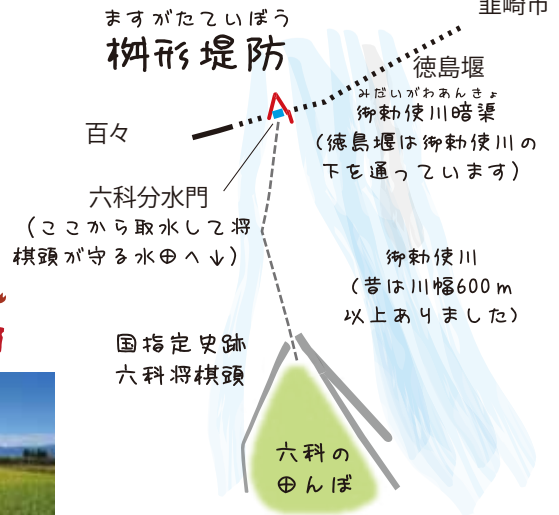 韮崎市
ますがたていぼう
桝形堤防
徳島堰
みだいがわあんきょ
御勅使川暗渠
(徳島堰は御勅使川の
下を通っています)
百々
六科分水門
(ここから取水して将
棋頭が守る水田へ↓)
御勅使川
(昔は川幅600m
以上ありました)
国指定史跡
六科将棋頭
六科の
田んぼ